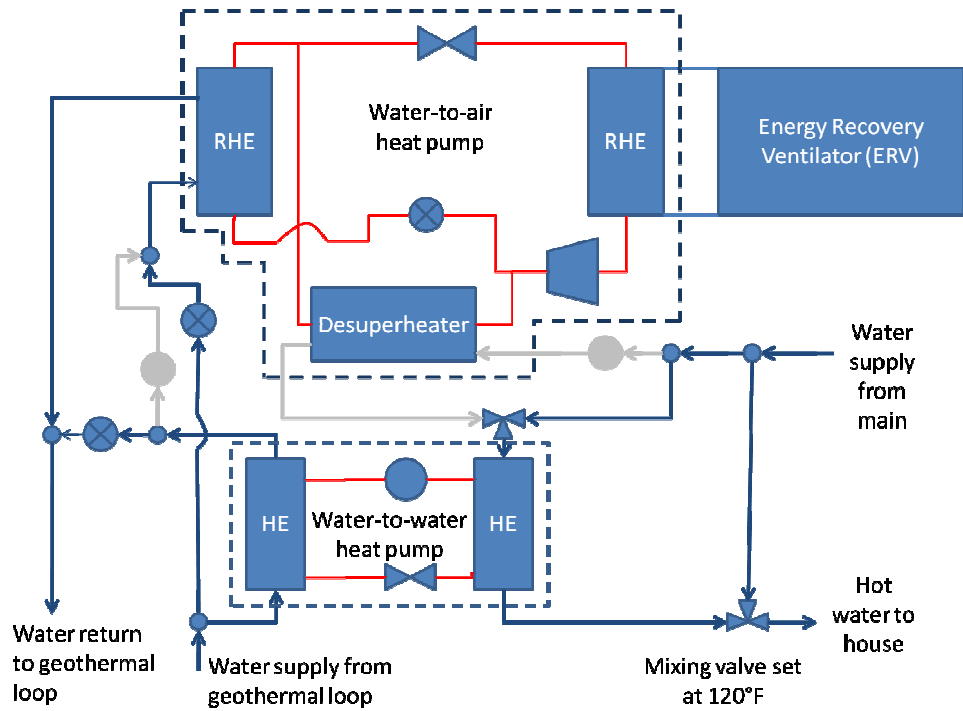 RHE
Water-to-air
heat pump
RHE
Energy Recovery
Ventilator (ERV)
Desuperheater
Water
supply
from
main
HE
Water-to-water
heat pump
HE
Water return
to geothermal
loop
Water supply from
geothermal loop
Mixing valve set
at 120°F
Hot
water to
house